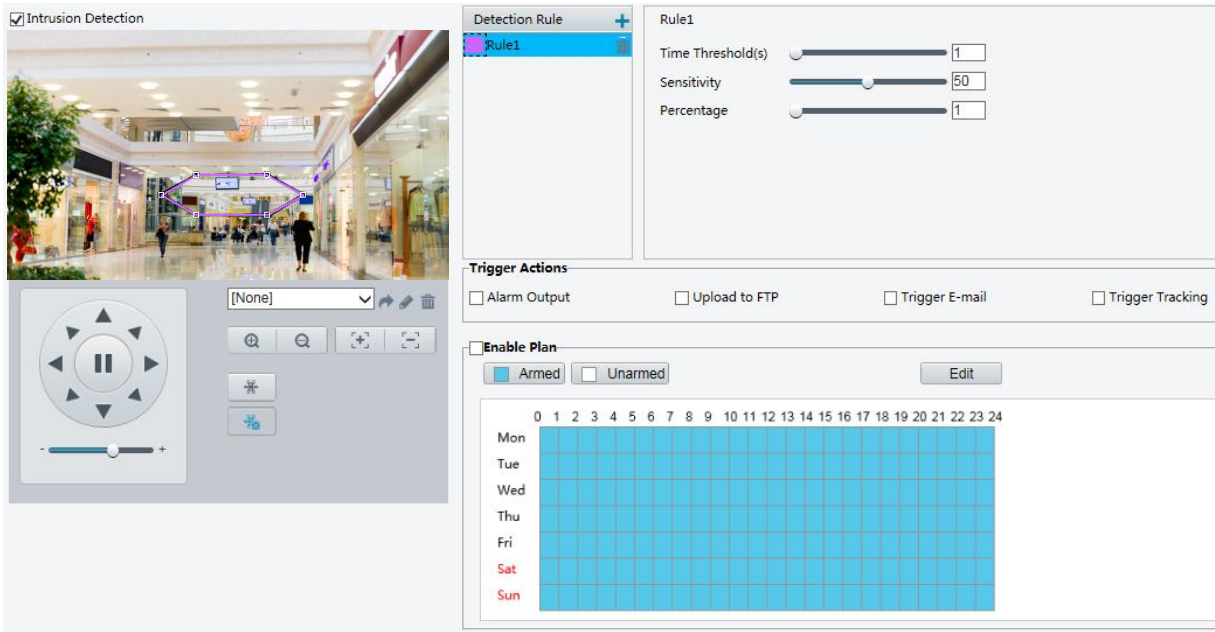 Intrusion Detection
Detection Rule +
Rule1
Rule1
Time Threshold(s) 1
Sensitivity 50
Percentage 1
Trigger Actions
Alarm Output Upload to FTP Trigger E-mail Trigger Tracking
[None]
Enable Plan
Armed Unarmed Edit
- +
0 1 2 3 4 5 6 7 8 9 10 11 12 13 14 15 16 17 18 19 20 21 22 23 24
Mon
Tue
Wed
Thu
Fri
Sat
Sun